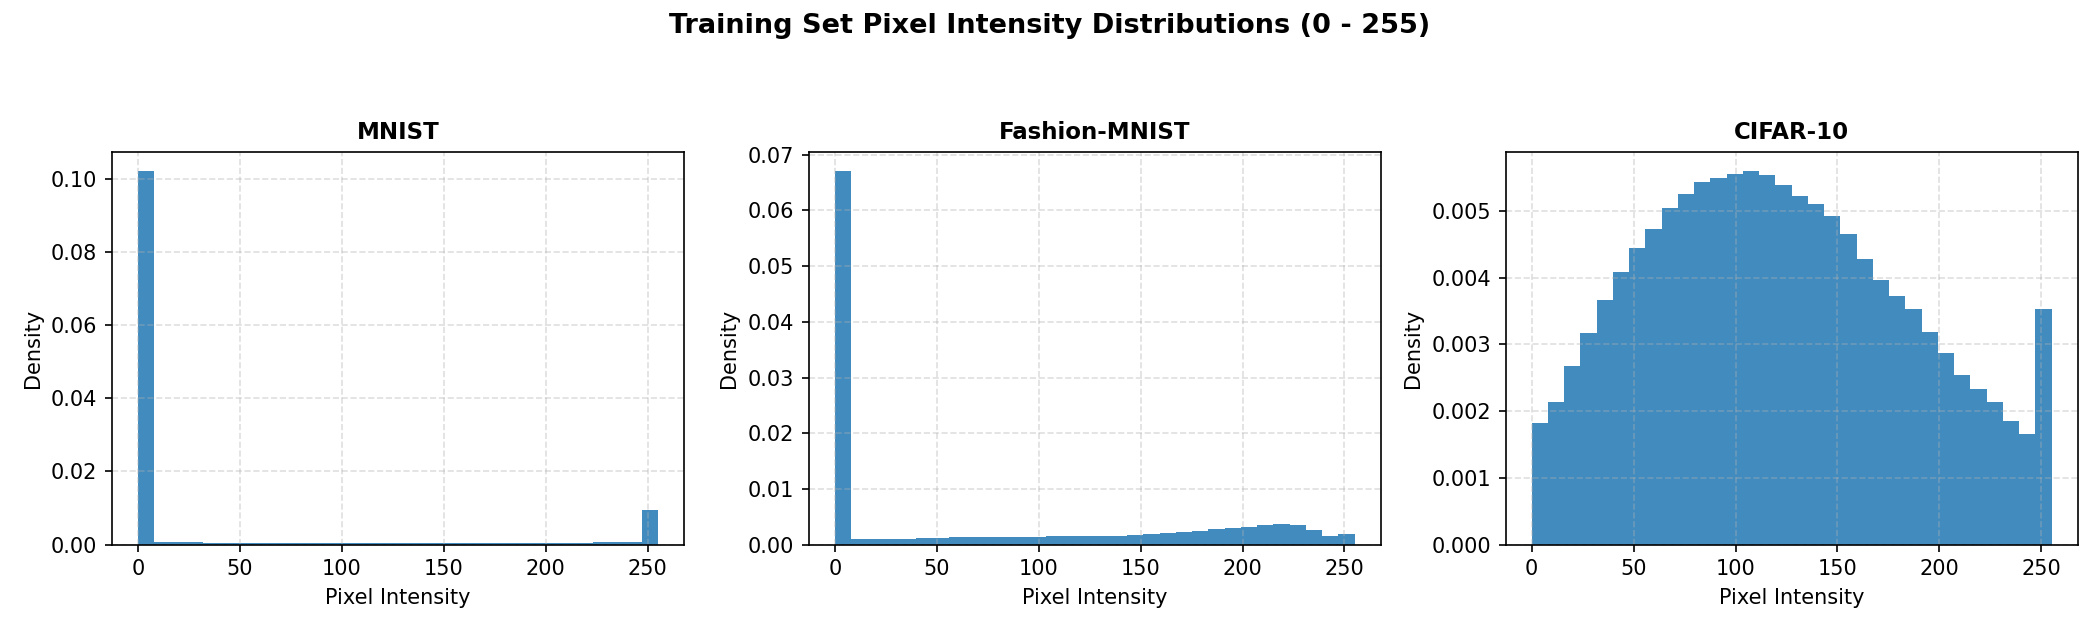 Training Set Pixel Intensity Distributions (0 - 255)
MNIST
Density
0.10
0.08
0.06
0.04
0.02
0.00
0 50 100 150 200 250
Pixel Intensity
Fashion-MNIST
Density
0.07
0.06
0.05
0.04
0.03
0.02
0.01
0.00
0 50 100 150 200 250
Pixel Intensity
CIFAR-10
Density
0.005
0.004
0.003
0.002
0.001
0.000
0 50 100 150 200 250
Pixel Intensity